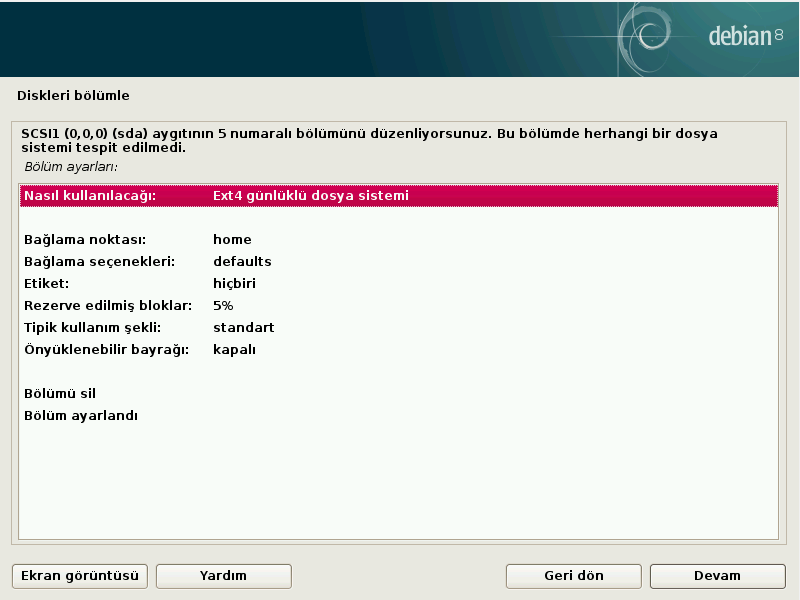 debian 8
Diskleri bölümle
SCSI1 (0,0,0) (sda) aygıtının 5 numaralı bölümünü düzenliyorsunuz. Bu bölümde herhangi bir dosya
sistemi tespit edilmedi.
Bölüm ayarları:
Nasıl kullanılacağı: Ext4 günlüklü dosya sistemi
Bağlama noktası: home
Bağlama seçenekleri: defaults
Etiket: hiçbiri
Rezerve edilmiş bloklar: 5%
Tipik kullanım şekli: standart
Önyüklenebilir bayrağı: kapalı
Bölümü sil
Bölüm ayarlandı
Ekran görüntüsü Yardım Geri dön Devam